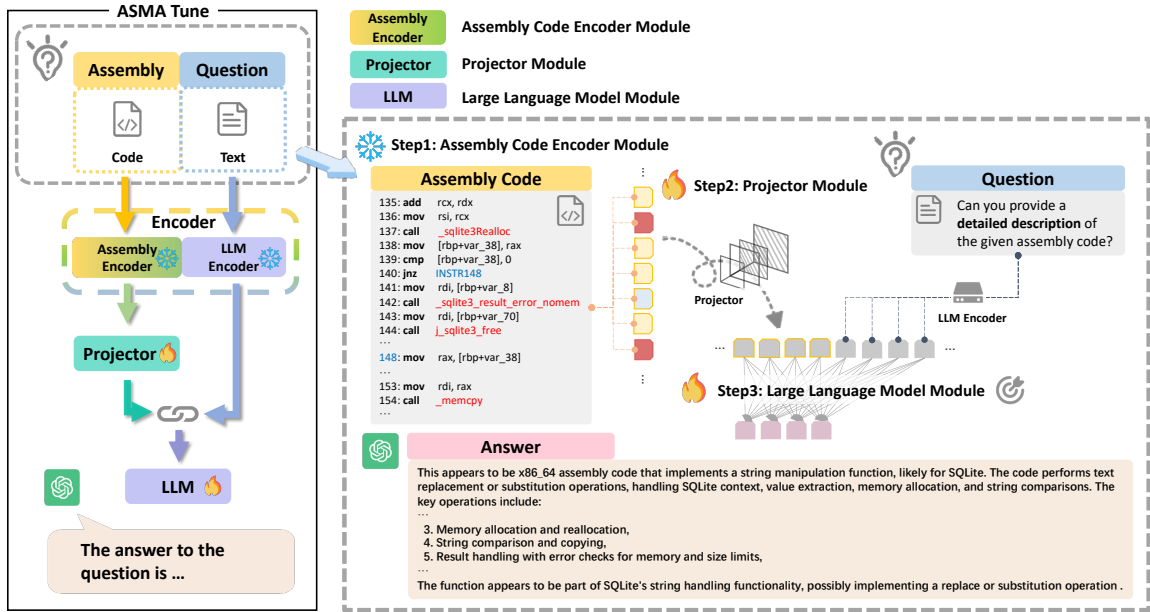 ASMA Tune
Assembly
Question
Code
Text
Encoder
Assembly
Encoder
LLM
Encoder
Projector
LLM
The answer to the
question is ...
Assembly
Encoder
Assembly Code Encoder Module
Projector
Projector Module
LLM
Large Language Model Module
Step1: Assembly Code Encoder Module
Assembly Code
135: add rcx, rdx
136: mov rsi, rcx
137: call _sqlite3Realloc
138: mov [rbp+var_38], rax
139: cmp [rbp+var_38], 0
140: jnz INSTR148
141: mov rdi, [rbp+var_8]
142: call _sqlite3_result_error_nomem
143: mov rdi, [rbp+var_70]
144: call j_sqlite3_free
...
148: mov rax, [rbp+var_38]
...
153: mov rdi, rax
154: call _memcpy
...
Step2: Projector Module
Projector
Question
Can you provide a
detailed description of
the given assembly code?
LLM Encoder
... ...
Step3: Large Language Model Module
Answer
This appears to be x86_64 assembly code that implements a string manipulation function, likely for SQLite. The code performs text
replacement or substitution operations, handling SQLite context, value extraction, memory allocation, and string comparisons. The
key operations include:
...
3. Memory allocation and reallocation,
4. String comparison and copying,
5. Result handling with error checks for memory and size limits,
...
The function appears to be part of SQLite's string handling functionality, possibly implementing a replace or substitution operation .